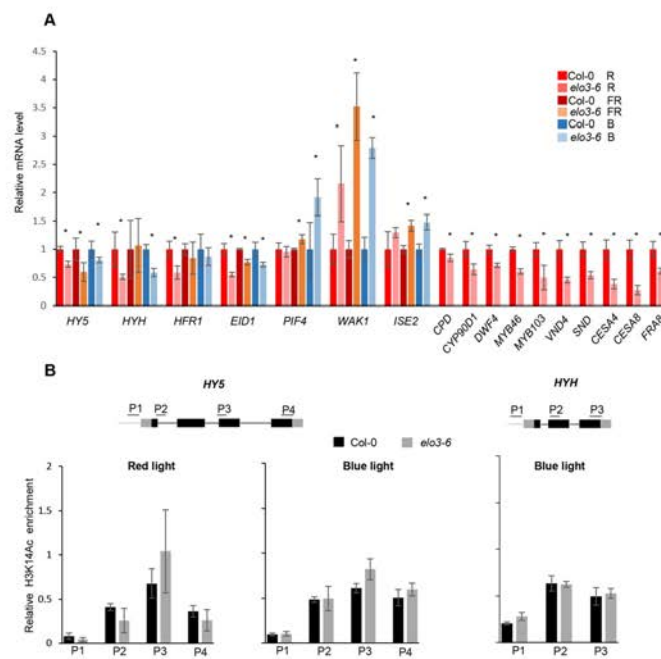 A
Relative mRNA level
4.5
4
3.5
3
2.5
2
1.5
1
0.5
0
Col-0 R
elo3-6 R
Col-0 FR
elo3-6 FR
Col-0 B
elo3-6 B
* * * * * * * * * * * * * * * * * * * * * * * * *
HY5 HYH HFR1 EID1 PIF4 WAK1 ISE2 CPD CYP90D1 DWF4 MYB46 MYB103 VND4 SND CESA4 CESA8 FRA8
B
HY5 HYH
P1 P2 P3 P4 P1 P2 P3
Col-0 elo3-6
Red light Blue light Blue light
Relative H3K14Ac enrichment
2
1.5
1
0.5
0
P1 P2 P3 P4 P1 P2 P3 P4 P1 P2 P3